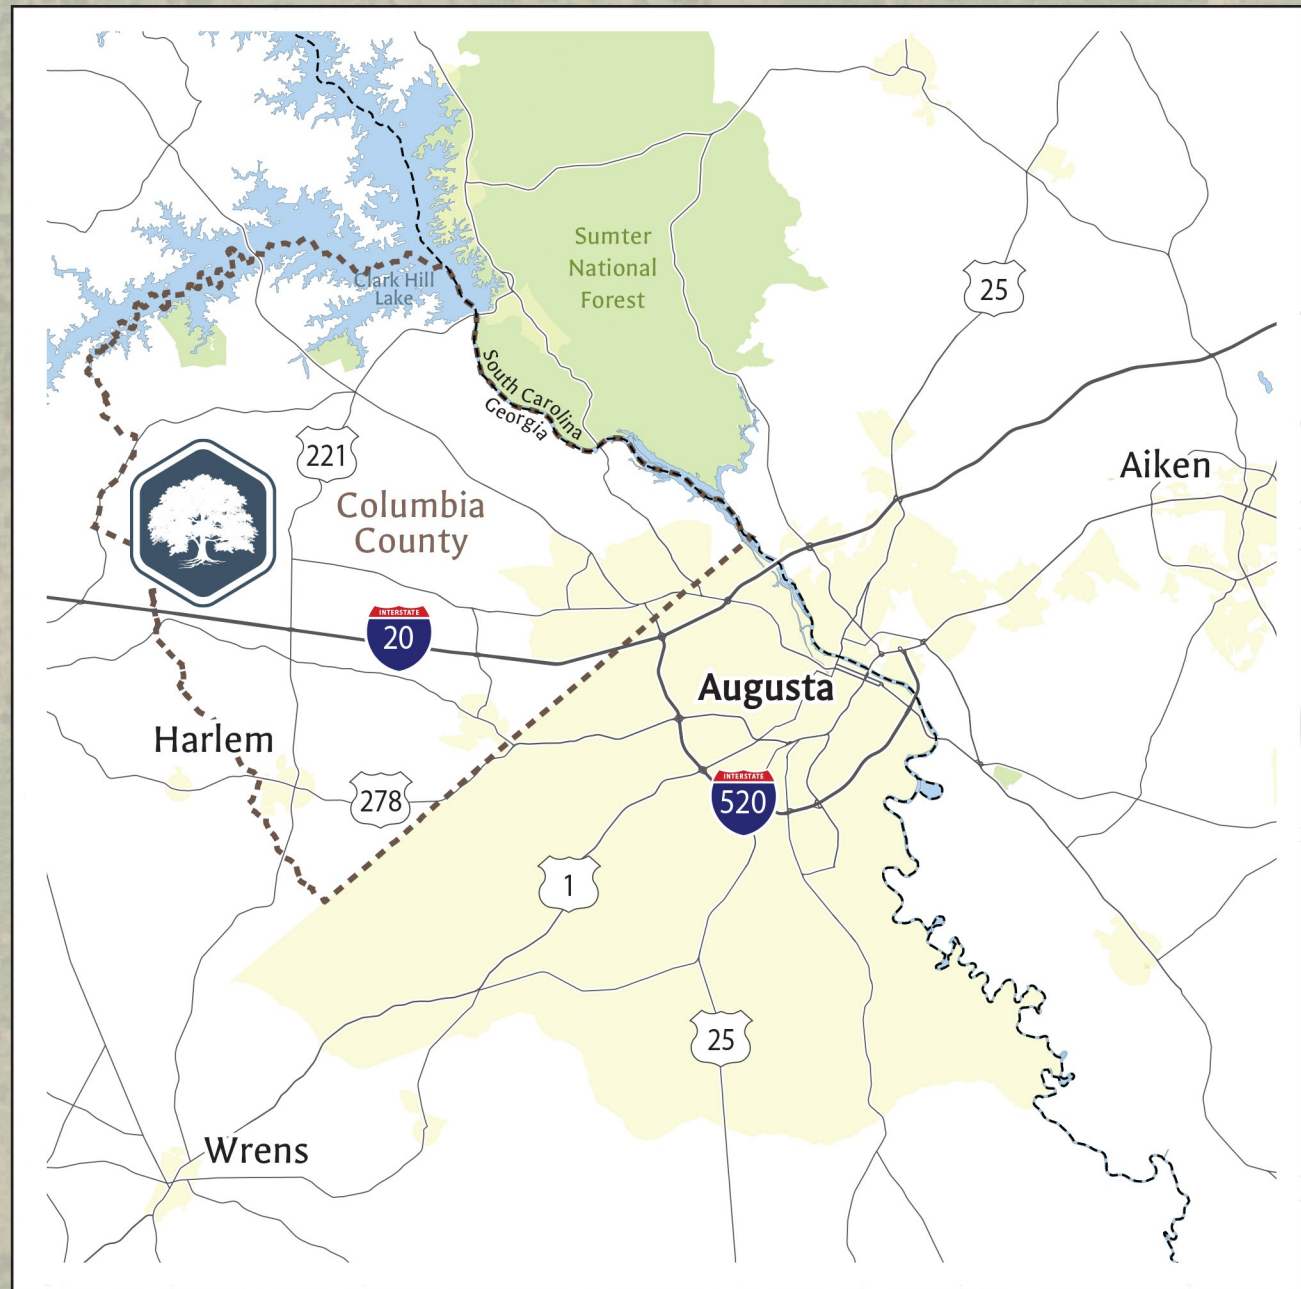 Sumter
National
Forest
25
Clark Hill
Lake
South Carolina
Georgia
221
Aiken
Columbia
County
INTERSTATE
20
Augusta
Harlem
278
INTERSTATE
520
1
25
Wrens